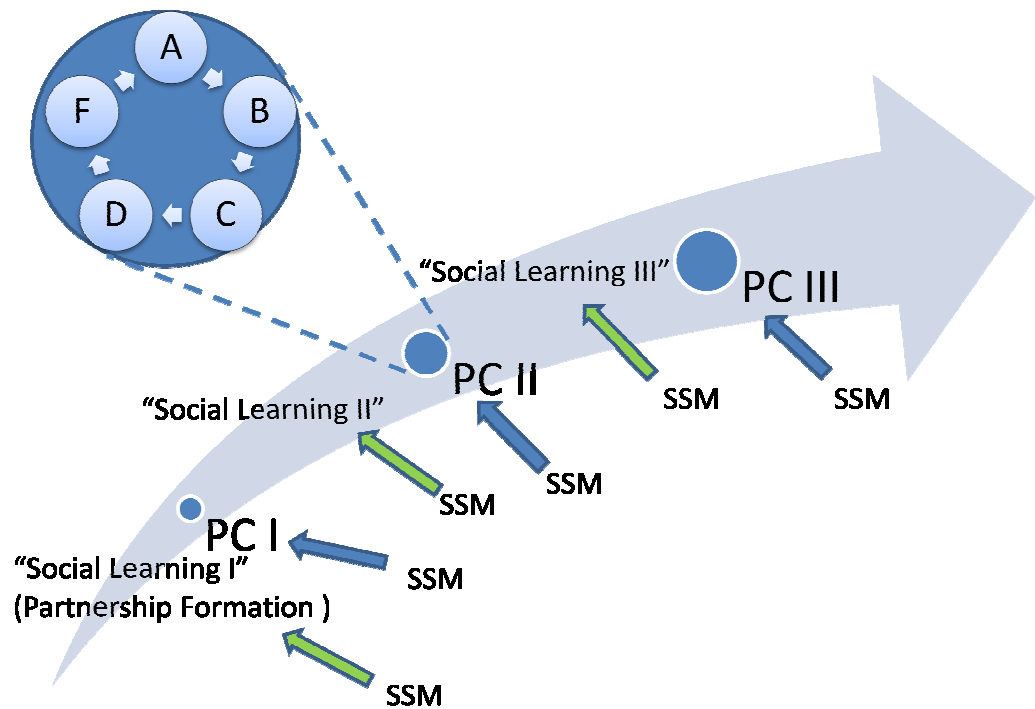 A
B
C
D
F
“Social Learning III”
PC III
SSM
SSM
PC II
“Social Learning II”
SSM
SSM
PC I
“Social Learning I”
(Partnership Formation )
SSM
SSM